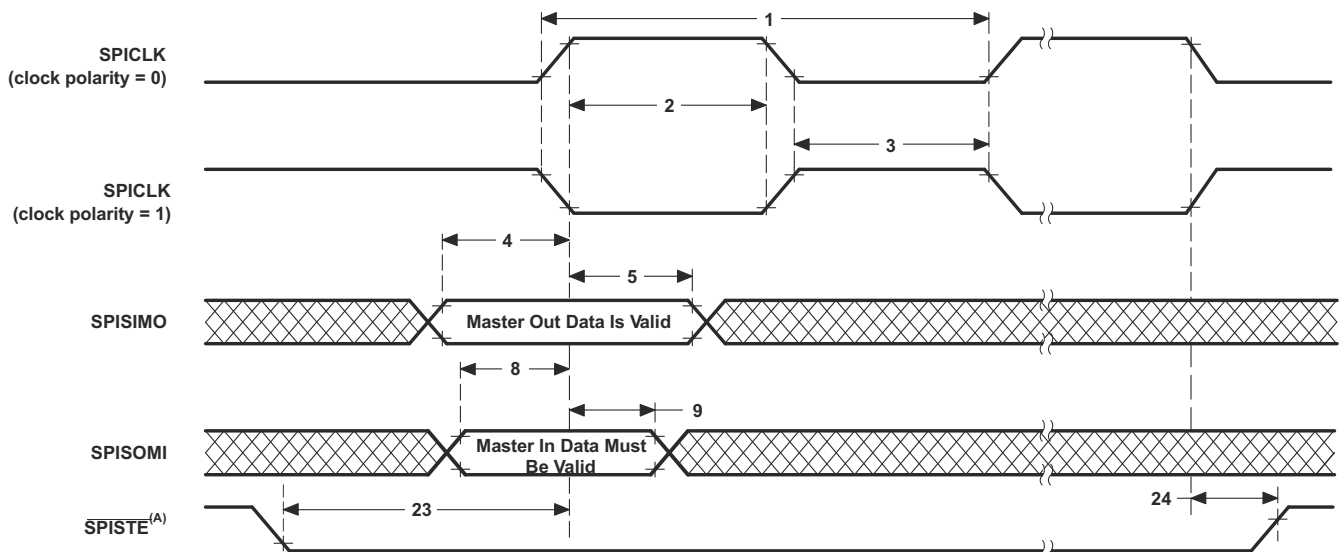 1
SPICLK
(clock polarity = 0)
2
3
SPICLK
(clock polarity = 1)
4
5
SPISIMO
Master Out Data Is Valid
8
9
SPISOMI
Master In Data Must
Be Valid
23
24
SPISTE(A)